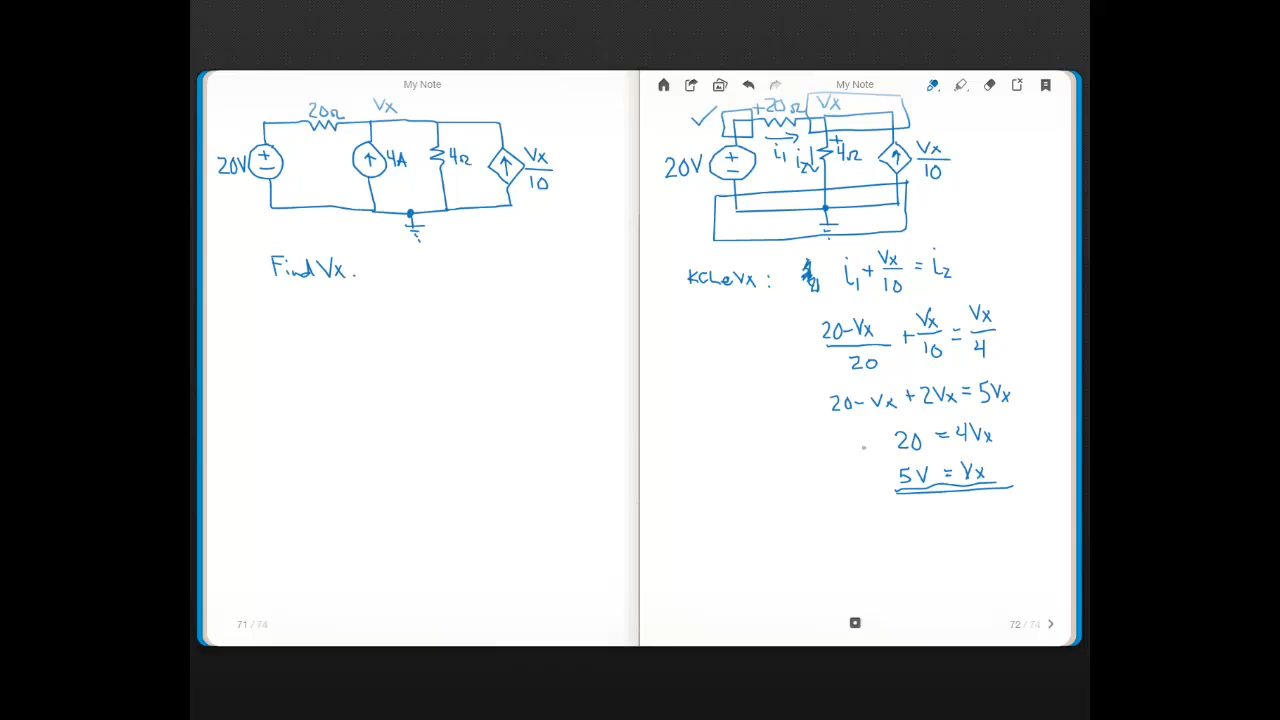 My Note
20Ω Vx
20V + - 4A 4Ω Vx/10
Find Vx.
71 / 74
My Note
+20Ω Vx
20V + - i1 i2 + 4Ω Vx/10
KCL@Vx: i1 + Vx/10 = i2
20-Vx/20 + Vx/10 = Vx/4
20-Vx + 2Vx = 5Vx
20 = 4Vx
5V = Vx
72 / 74